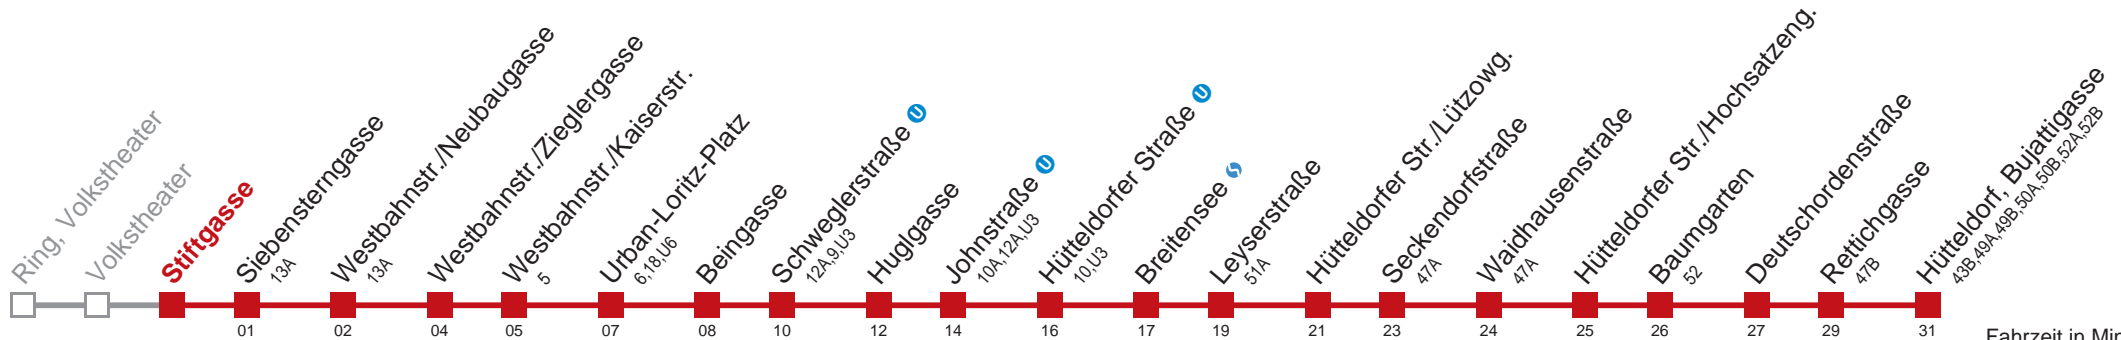 Ring, Volkstheater
Volkstheater
Stiftgasse
Siebensterngasse
13A
01
Westbahnstr./Neubaugasse
13A
02
Westbahnstr./Zieglergasse
04
Westbahnstr./Kaiserstr.
5
05
Urban-Loritz-Platz
6,18,U6
07
Beingasse
08
Schweglerstraße U
12A,9,U3
10
Huglgasse
12
Johnstraße U
10A,12A,U3
14
Hütteldorfer Straße U
10,U3
16
Breitensee
17
Leyserstraße
51A
19
Hütteldorfer Str./Lützowg.
21
Seckendorfstraße
47A
23
Waidhausenstraße
47A
24
Hütteldorfer Str./Hochsatzeng.
25
Baumgarten
52
26
Deutschordenstraße
27
Rettichgasse
47B
29
Hütteldorf, Bujattigasse
43B,49A,49B,50A,50B,52A,52B
31
Fahrzeit in Min